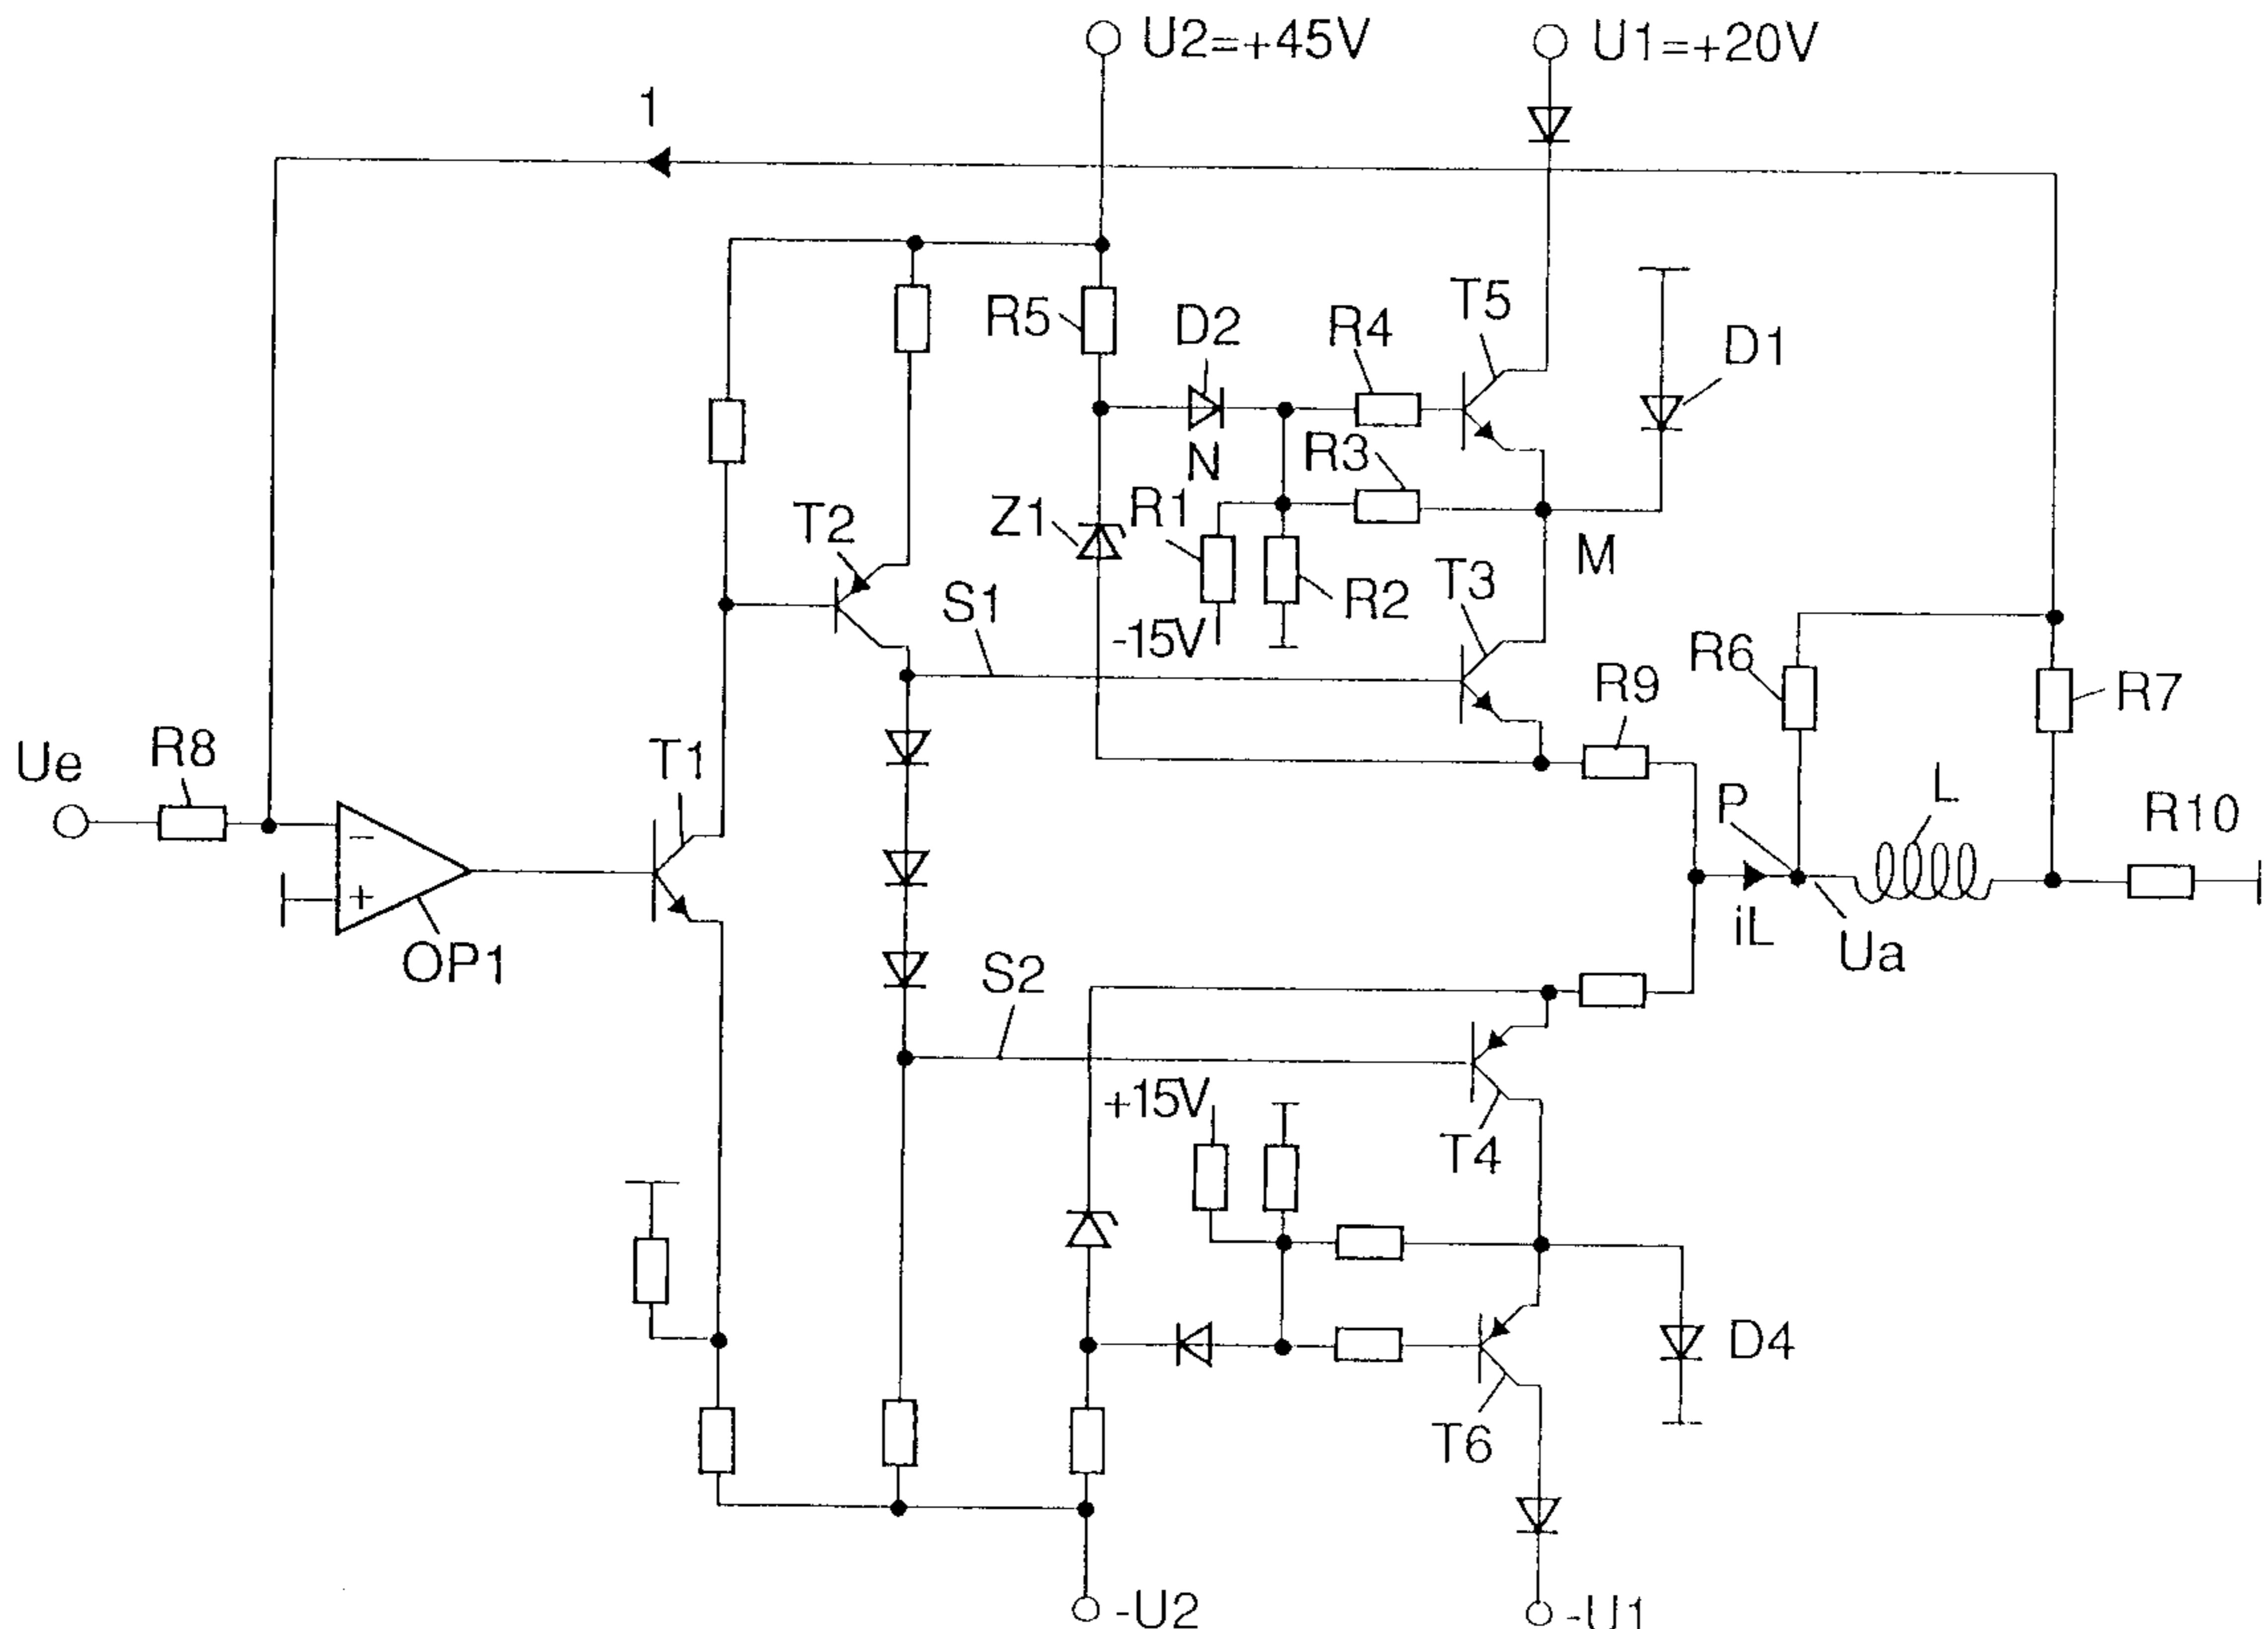 U2=+45V
U1=+20V
1
R5
D2
R4
T5
D1
N
R3
Z1
R1
T2
M
-15V
R2
T3
S1
R6
R9
R7
Ue
R8
T1
P
L
R10
−
+
OP1
iL
Ua
S2
+15V
T4
D4
T6
-U2
-U1